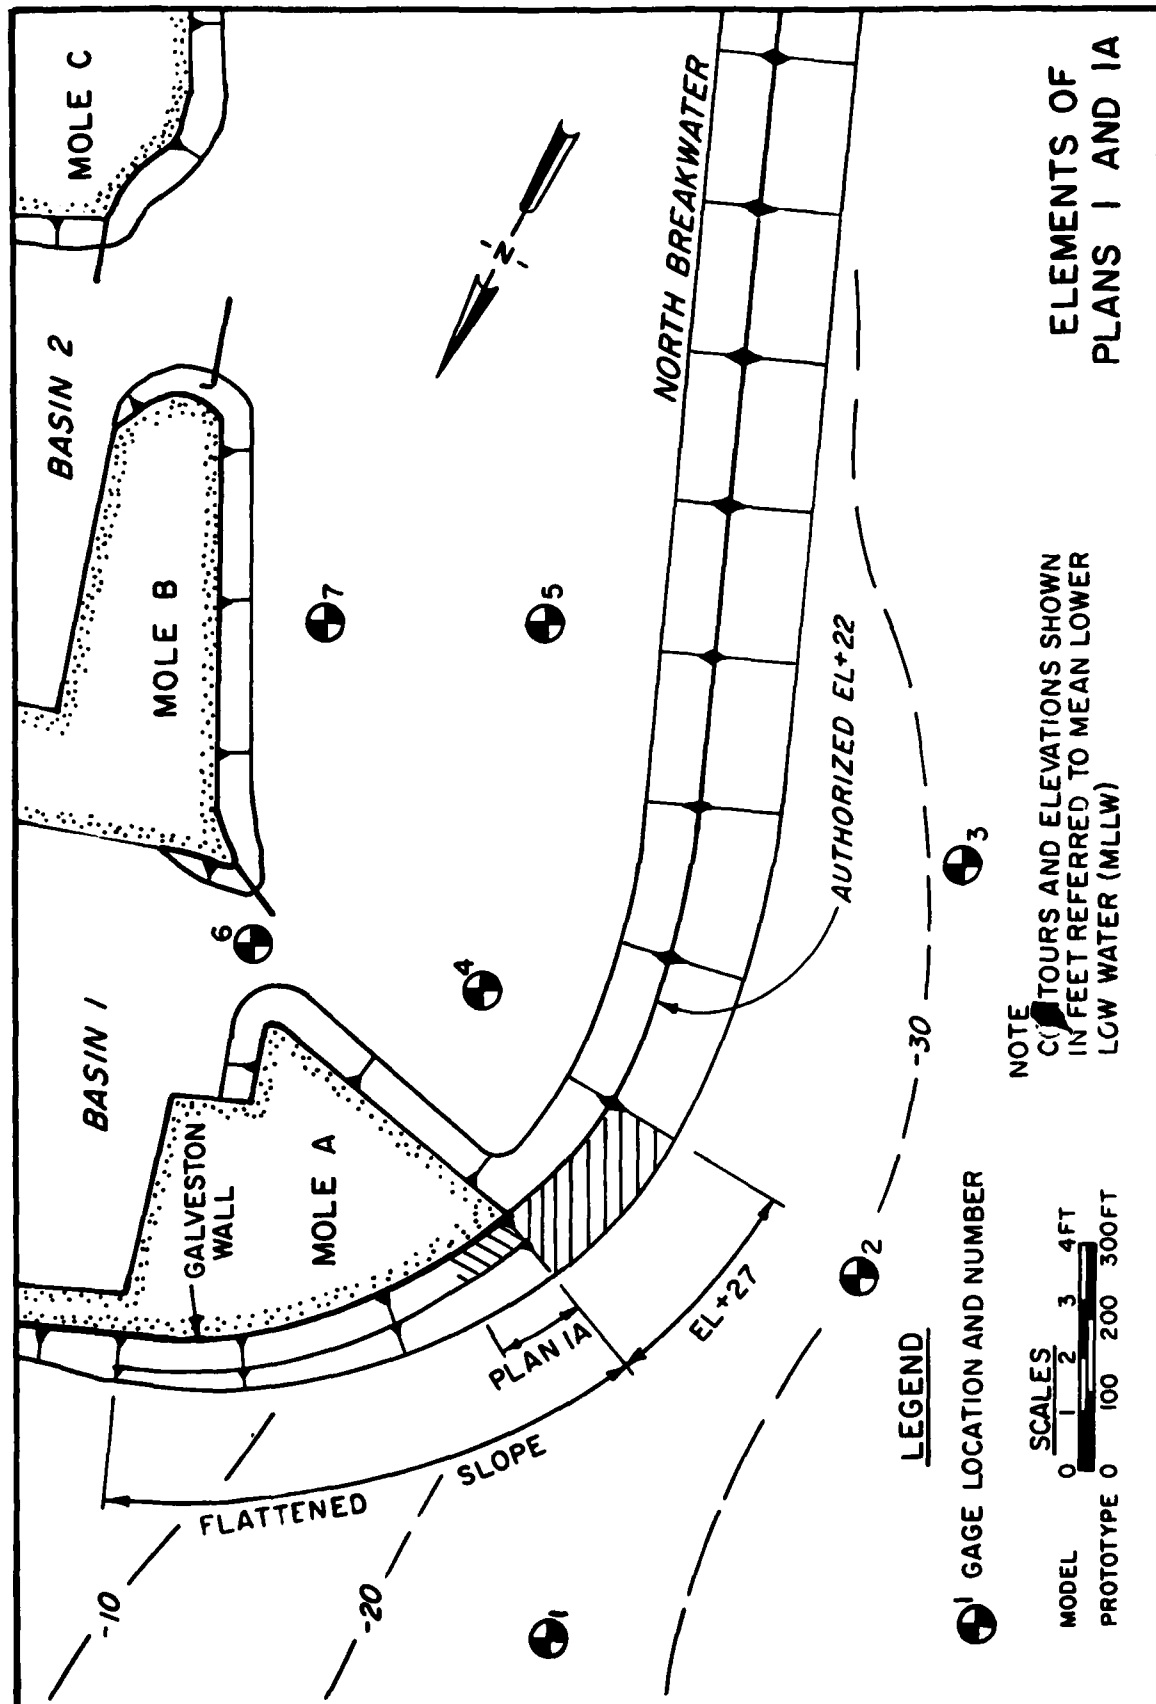 MOLE C
BASIN 2
MOLE B
BASIN 1
GALVESTON
WALL
MOLE A
N
NORTH BREAKWATER
AUTHORIZED EL+22
EL+27
PLAN 1A
FLATTENED SLOPE
-10
-20
-30
1
2
3
4
5
6
7
LEGEND
1 GAGE LOCATION AND NUMBER
SCALES
MODEL 0 1 2 3 4 FT
PROTOTYPE 0 100 200 300FT
NOTE
TOURS AND ELEVATIONS SHOWN
IN FEET REFERRED TO MEAN LOWER
LOW WATER (MLLW)
ELEMENTS OF
PLANS 1 AND 1A